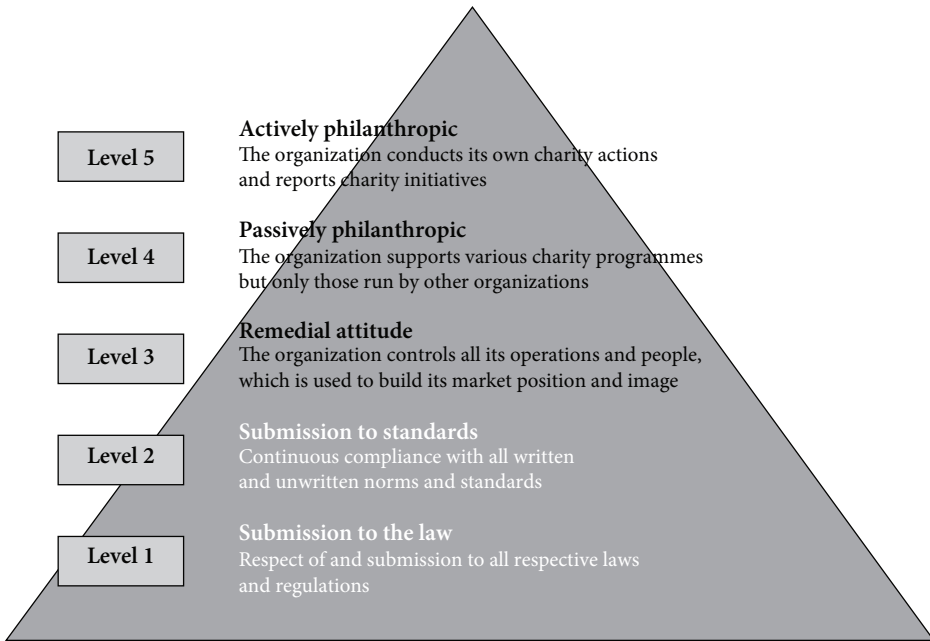 Level 5
Actively philanthropic
The organization conducts its own charity actions
and reports charity initiatives
Level 4
Passively philanthropic
The organization supports various charity programmes
but only those run by other organizations
Level 3
Remedial attitude
The organization controls all its operations and people,
which is used to build its market position and image
Level 2
Submission to standards
Continuous compliance with all written
and unwritten norms and standards
Level 1
Submission to the law
Respect of and submission to all respective laws
and regulations